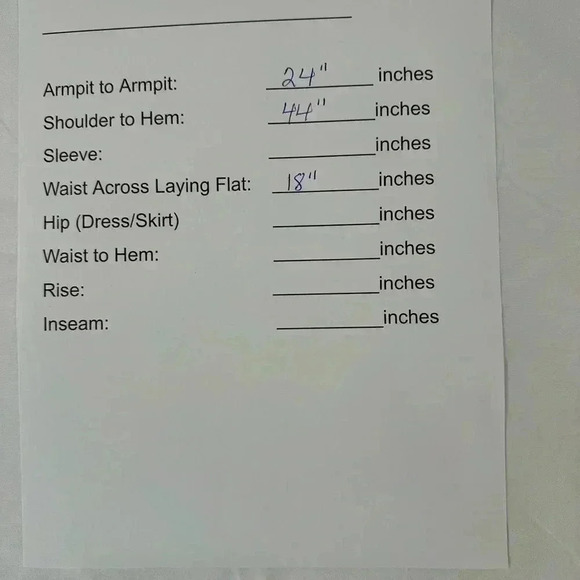 Armpit to Armpit: 24" inches
Shoulder to Hem: 44" inches
Sleeve: inches
Waist Across Laying Flat: 18" inches
Hip (Dress/Skirt) inches
Waist to Hem: inches
Rise: inches
Inseam: inches